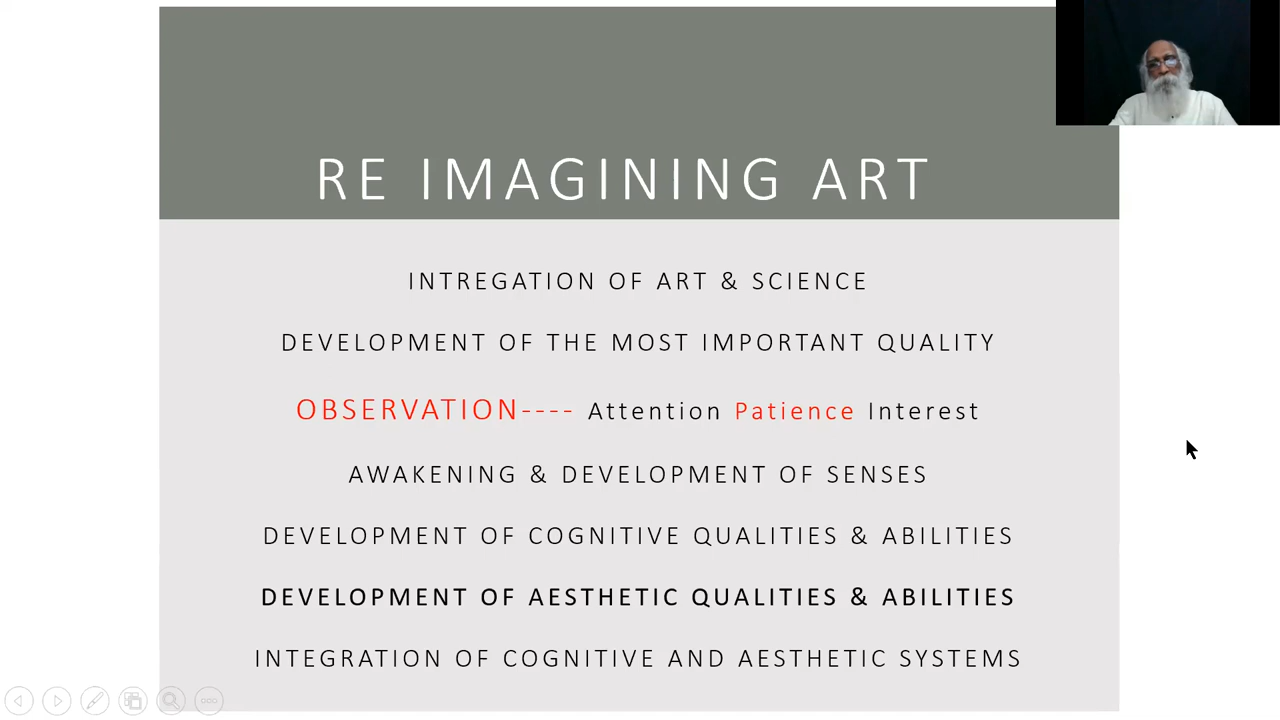 RE IMAGINING ART
INTREGATION OF ART & SCIENCE
DEVELOPMENT OF THE MOST IMPORTANT QUALITY
OBSERVATION---- Attention Patience Interest
AWAKENING & DEVELOPMENT OF SENSES
DEVELOPMENT OF COGNITIVE QUALITIES & ABILITIES
DEVELOPMENT OF AESTHETIC QUALITIES & ABILITIES
INTEGRATION OF COGNITIVE AND AESTHETIC SYSTEMS